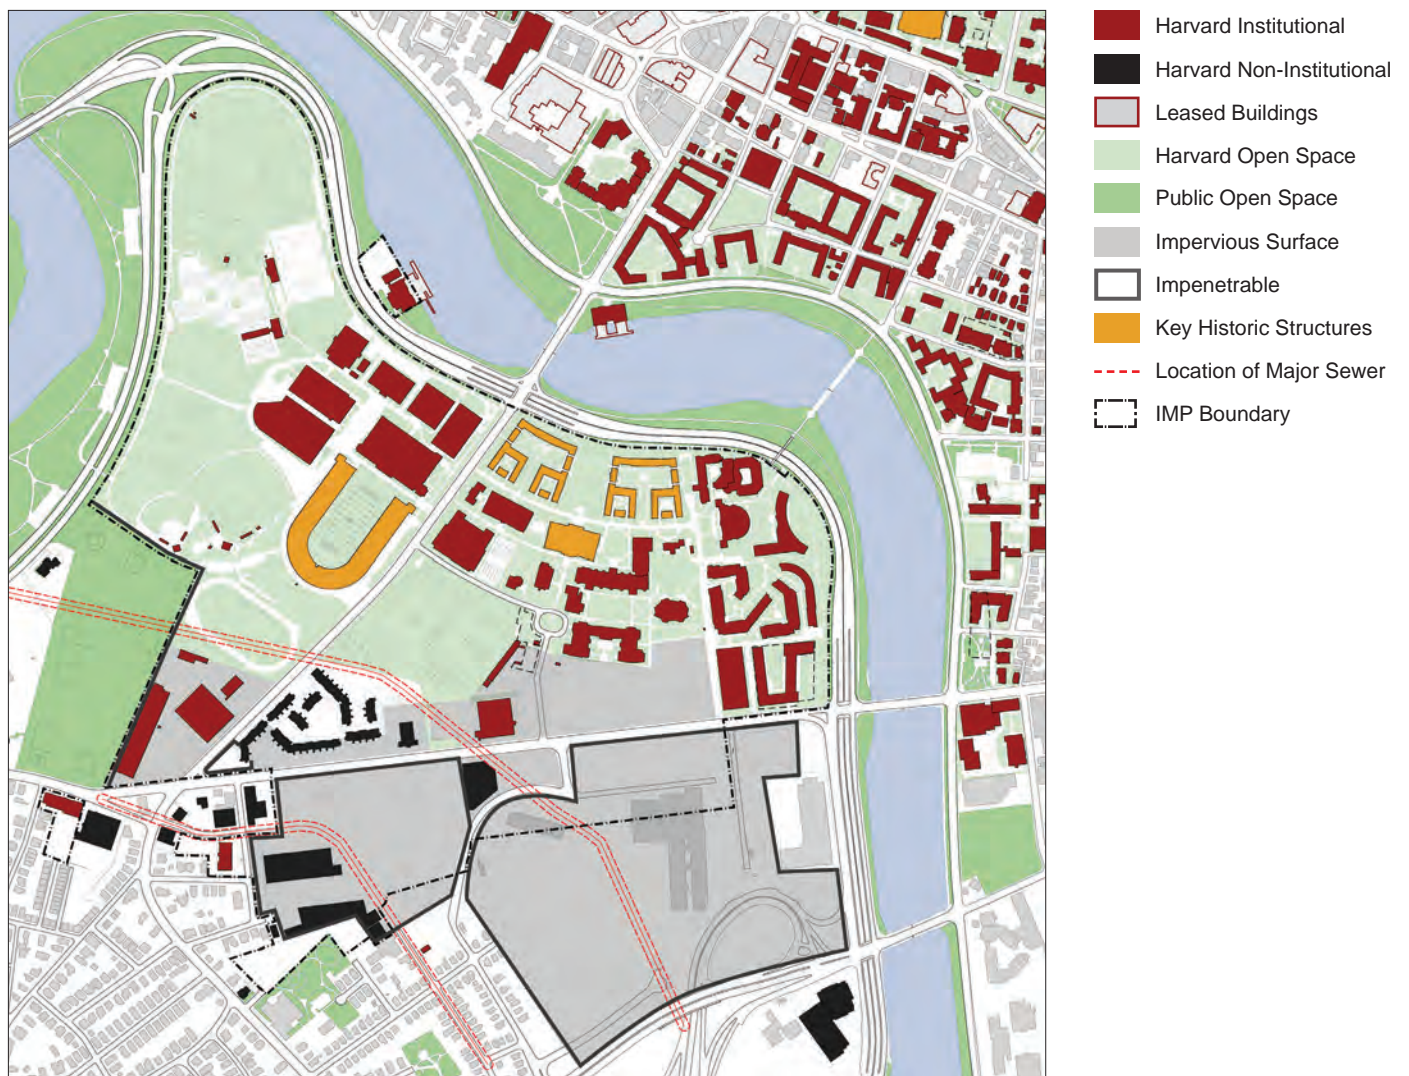 Harvard Institutional
Harvard Non-Institutional
Leased Buildings
Harvard Open Space
Public Open Space
Impervious Surface
Impenetrable
Key Historic Structures
Location of Major Sewer
IMP Boundary